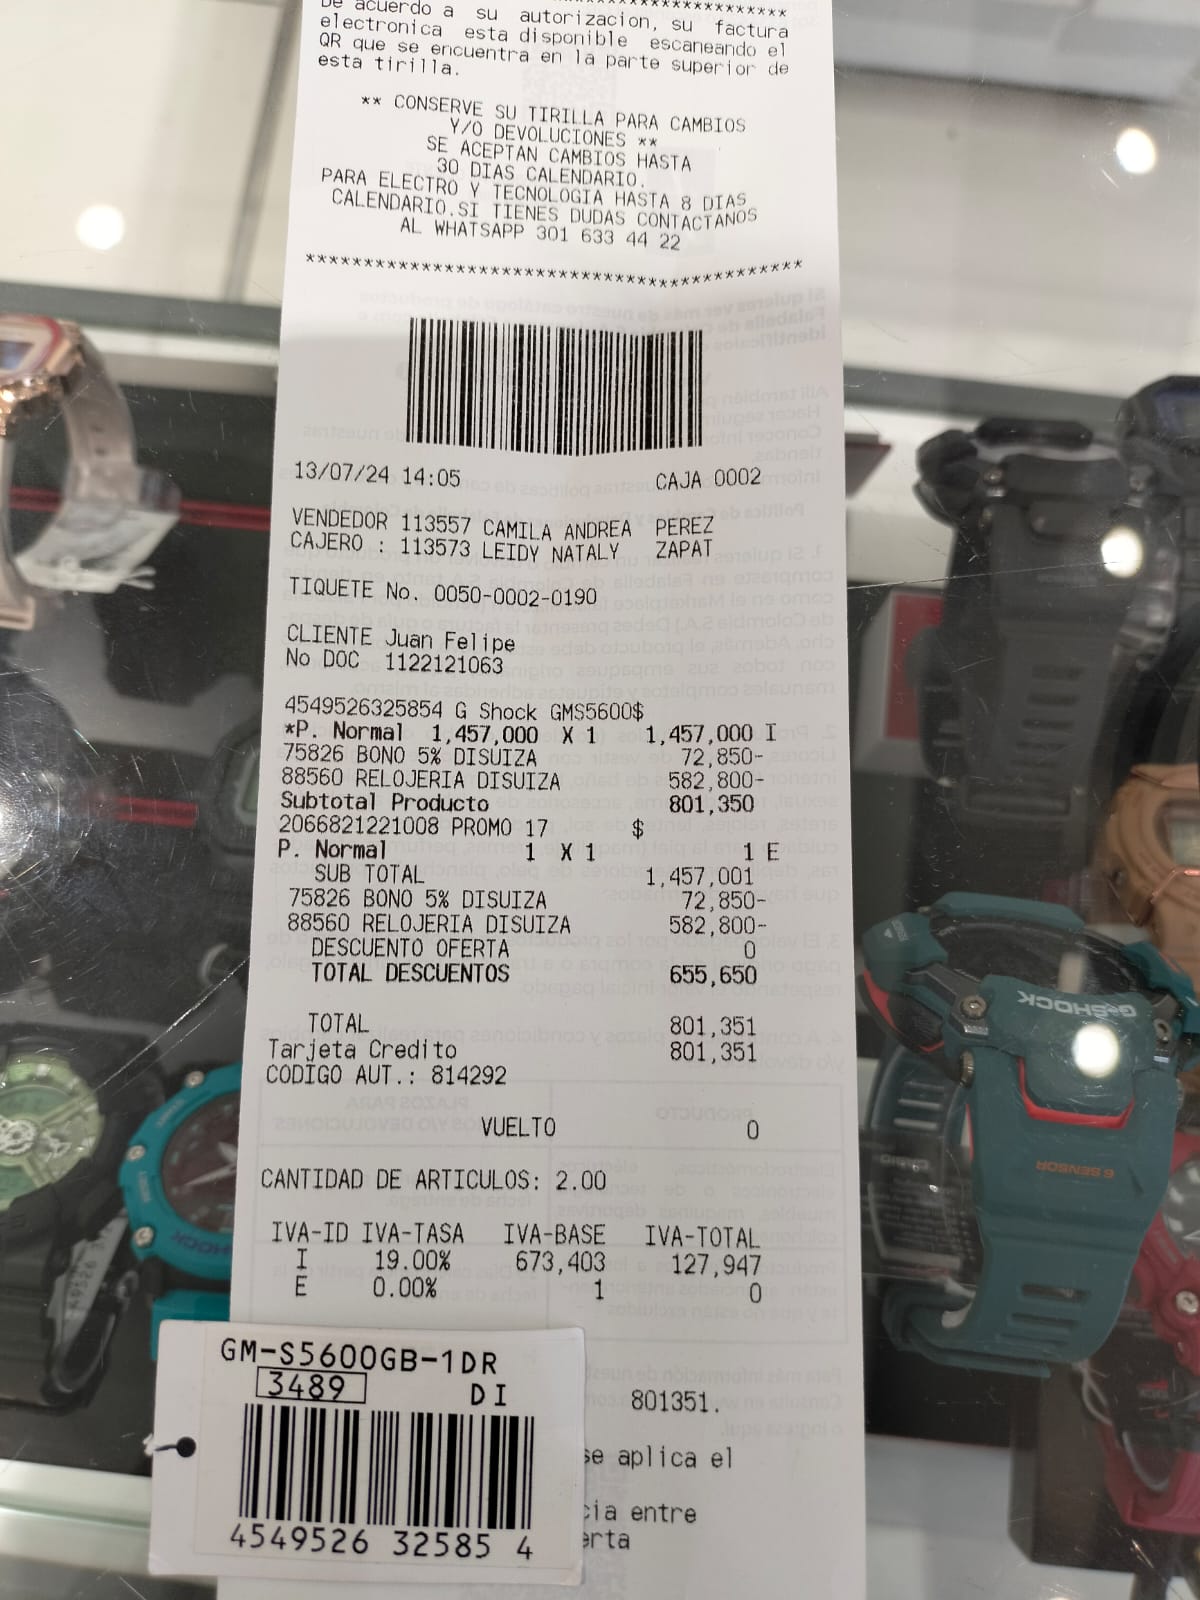 De acuerdo a su autorizacion, su factura
electronica esta disponible escaneando el
QR que se encuentra en la parte superior de
esta tirilla.
** CONSERVE SU TIRILLA PARA CAMBIOS
Y/O DEVOLUCIONES **
SE ACEPTAN CAMBIOS HASTA
30 DIAS CALENDARIO.
PARA ELECTRO Y TECNOLOGIA HASTA 8 DIAS
CALENDARIO.SI TIENES DUDAS CONTACTANOS
AL WHATSAPP 301 633 44 22
13/07/24 14:05 CAJA 0002
VENDEDOR 113557 CAMILA ANDREA PEREZ
CAJERO : 113573 LEIDY NATALY ZAPAT
TIQUETE No. 0050-0002-0190
CLIENTE Juan Felipe
No DOC 1122121063
4549526325854 G Shock GMS5600$
*P. Normal 1,457,000 X 1 1,457,000 I
75826 BONO 5% DISUIZA 72,850-
88560 RELOJERIA DISUIZA 582,800-
Subtotal Producto 801,350
2066821221008 PROMO 17 $
P. Normal 1 X 1 1 E
SUB TOTAL 1,457,001
75826 BONO 5% DISUIZA 72,850-
88560 RELOJERIA DISUIZA 582,800-
DESCUENTO OFERTA 0
TOTAL DESCUENTOS 655,650
TOTAL 801,351
Tarjeta Credito 801,351
CODIGO AUT.: 814292
VUELTO 0
CANTIDAD DE ARTICULOS: 2.00
IVA-ID IVA-TASA IVA-BASE IVA-TOTAL
I 19.00% 673,403 127,947
E 0.00% 1 0
GM-S5600GB-1DR
3489 DI
4549526 32585 4
801351.
se aplica el
entre
G-SHOCK
6 SENSOR